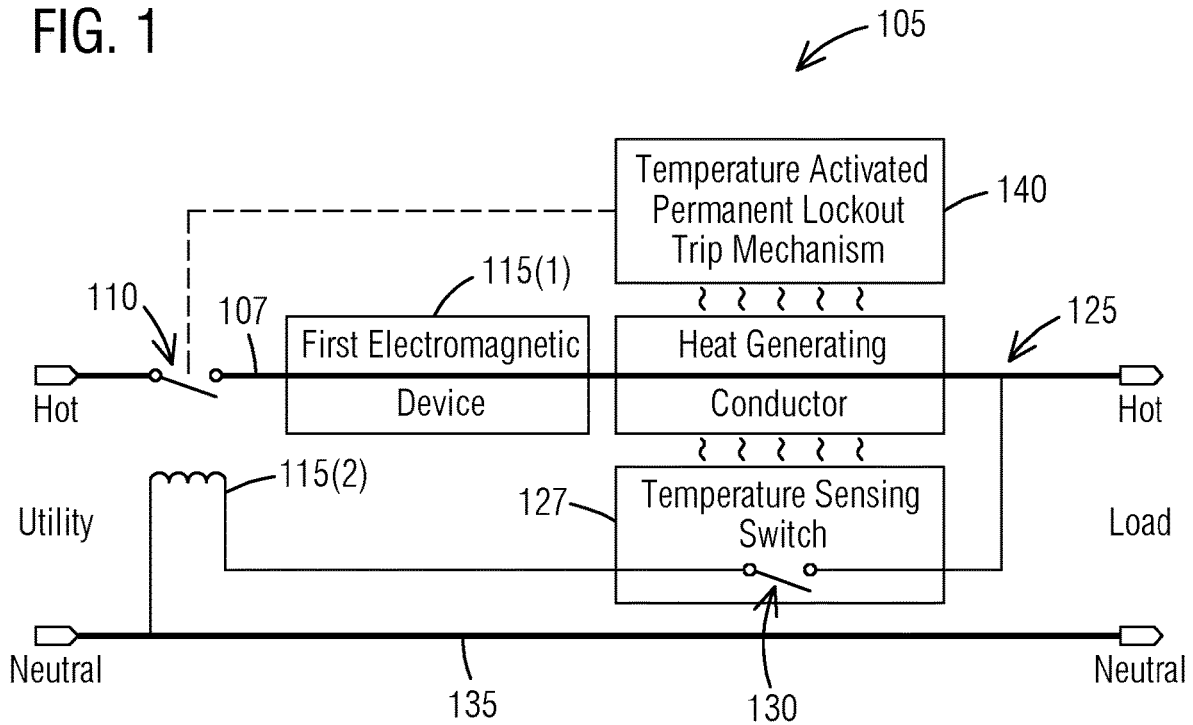 FIG. 1
105
Temperature Activated
Permanent Lockout
Trip Mechanism
140
110
107
115(1)
First Electromagnetic
Device
Heat Generating
Conductor
125
Hot
Hot
115(2)
Utility
127
Temperature Sensing
Switch
Load
Neutral
135
130
Neutral